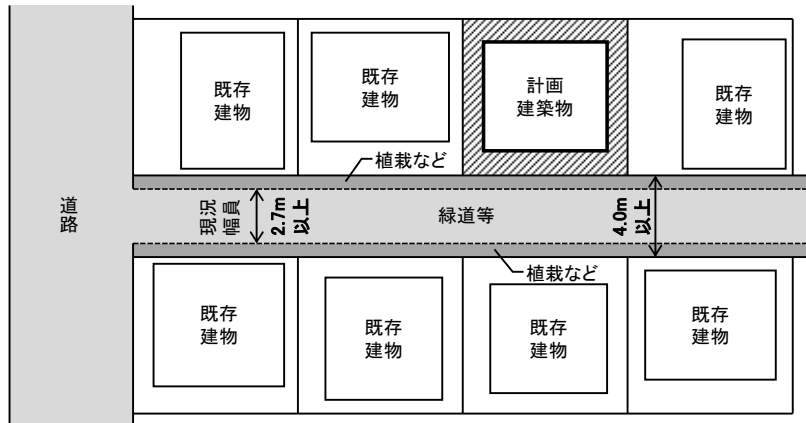 既存
建物
既存
建物
計画
建築物
既存
建物
植栽など
道路
現況
幅員
2.7m
以上
緑道等
4.0m
以上
植栽など
既存
建物
既存
建物
既存
建物
既存
建物